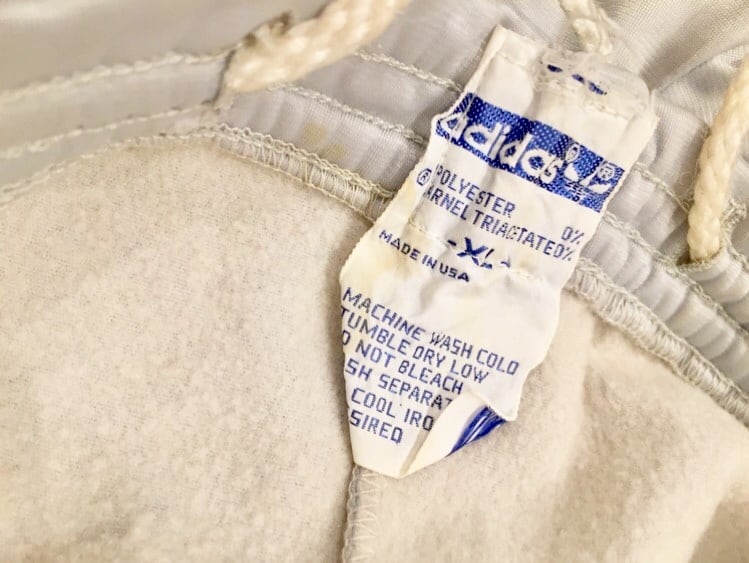 adidas ®
POLYESTER 0%
® ARNEL TRIACETATE 0%
-XL-
MADE IN USA
MACHINE WASH COLD
TUMBLE DRY LOW
O NOT BLEACH
SH SEPARAT
COOL IRO
SIRED